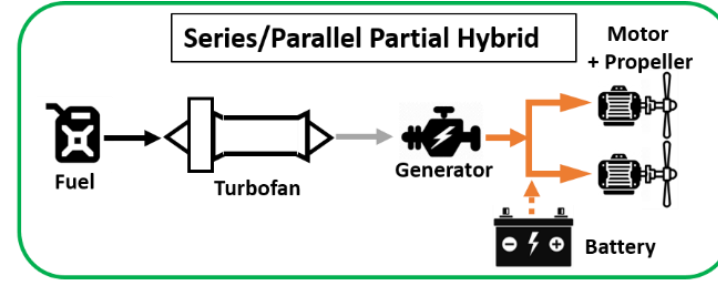 Series/Parallel Partial Hybrid
Motor
+ Propeller
Fuel
Turbofan
Generator
Battery